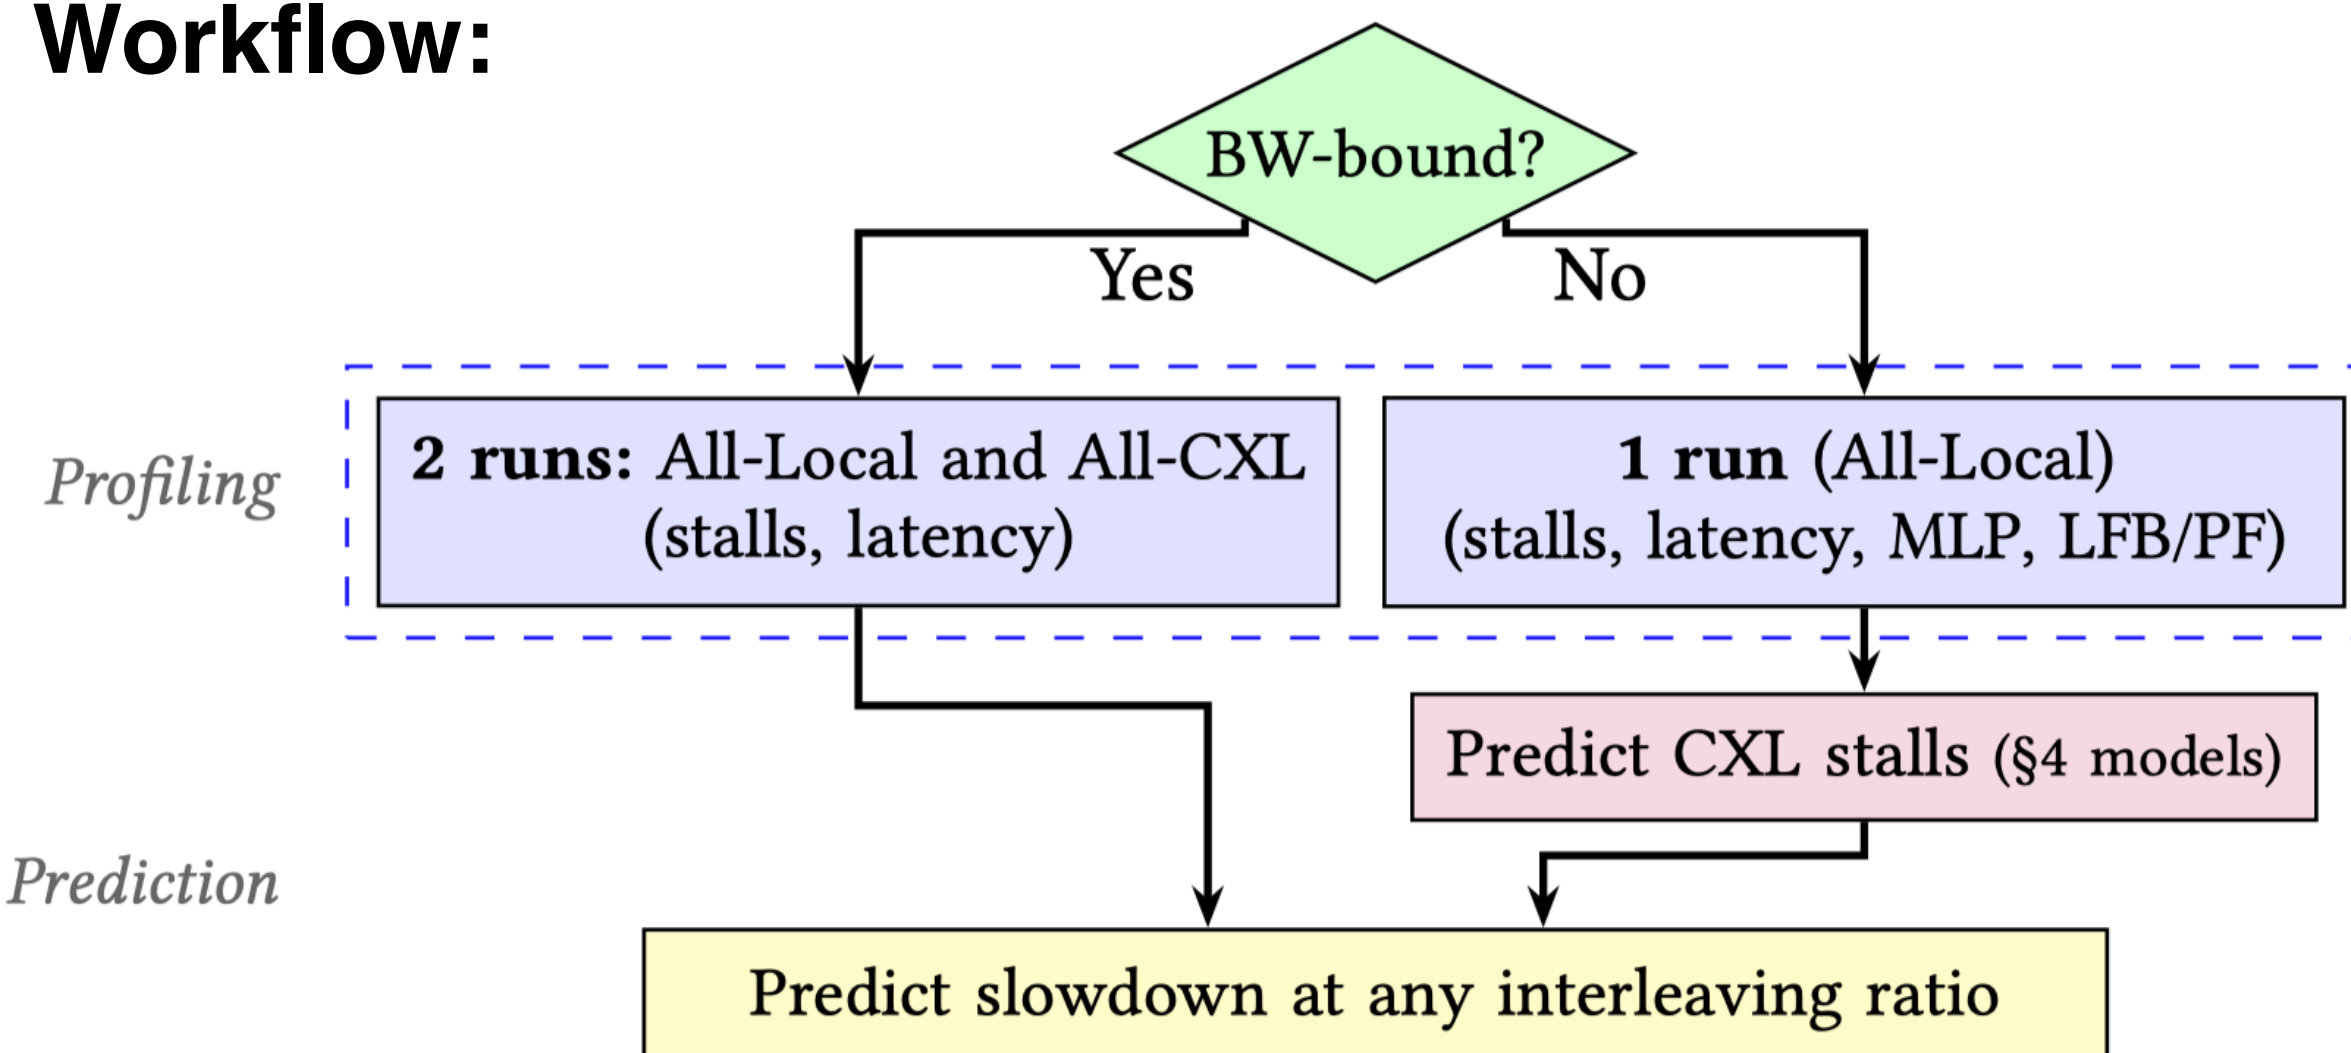 Workflow:
BW-bound?
Yes
No
Profiling
2 runs: All-Local and All-CXL
(stalls, latency)
1 run (All-Local)
(stalls, latency, MLP, LFB/PF)
Predict CXL stalls (§4 models)
Prediction
Predict slowdown at any interleaving ratio